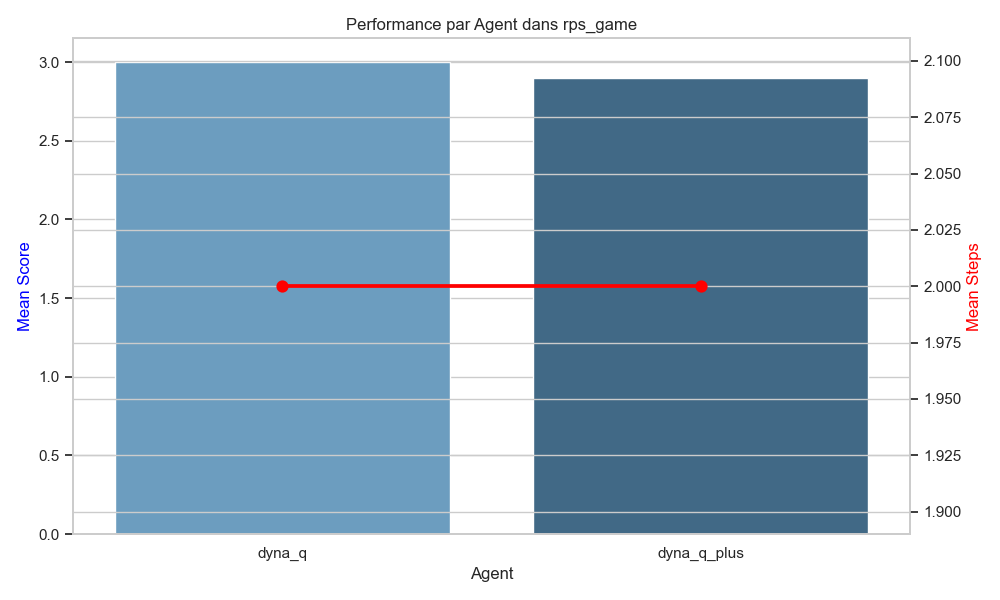 Performance par Agent dans rps_game
3.0
2.5
2.0
1.5
1.0
0.5
0.0
Mean Score
2.100
2.075
2.050
2.025
2.000
1.975
1.950
1.925
1.900
Mean Steps
dyna_q
dyna_q_plus
Agent